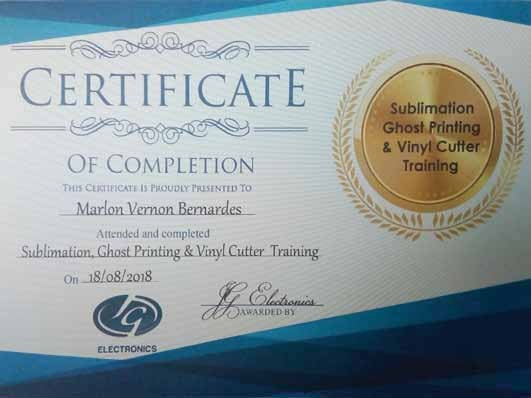 CERTIFICATE
OF COMPLETION
THIS CERTIFICATE IS PROUDLY PRESENTED TO
Marlon Vernon Bernardes
Attended and completed
Sublimation, Ghost Printing & Vinyl Cutter Training
On 18/08/2018
JG Electronics
AWARDED BY
ELECTRONICS
Sublimation
Ghost Printing
& Vinyl Cutter
Training